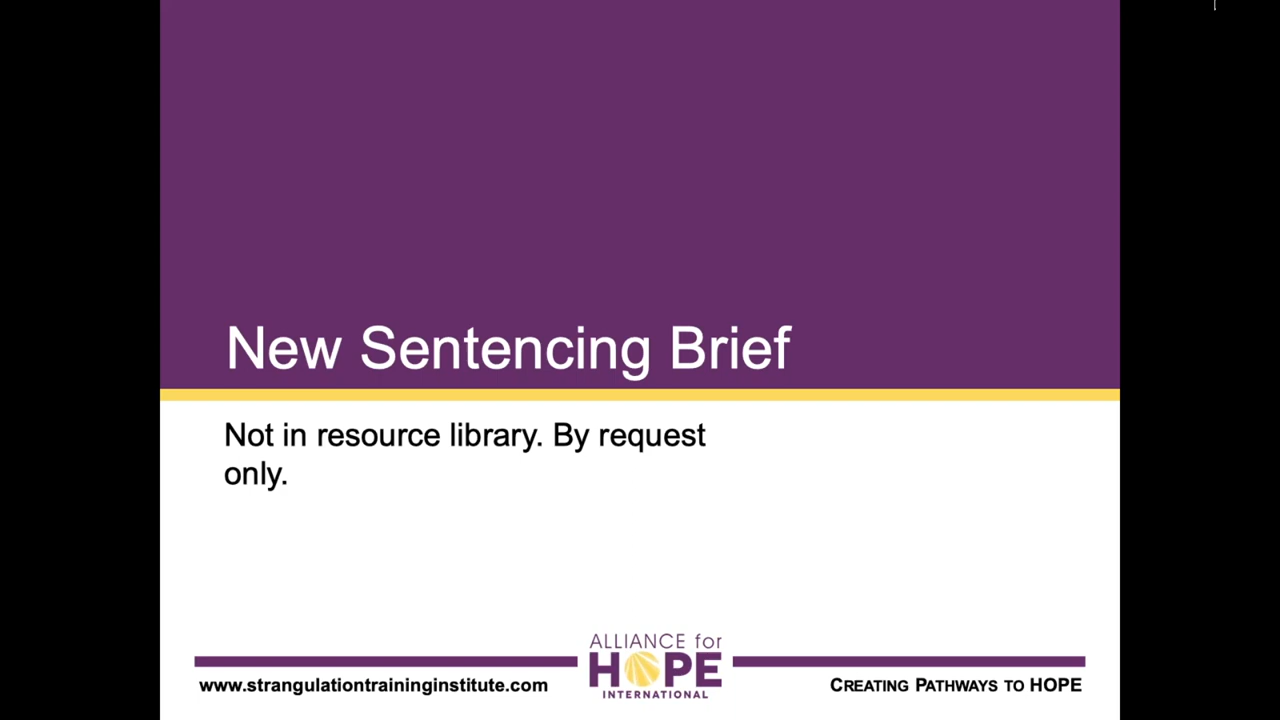 New Sentencing Brief
Not in resource library. By request
only.
ALLIANCE for
HOPE
INTERNATIONAL
www.strangulationtraininginstitute.com
CREATING PATHWAYS TO HOPE